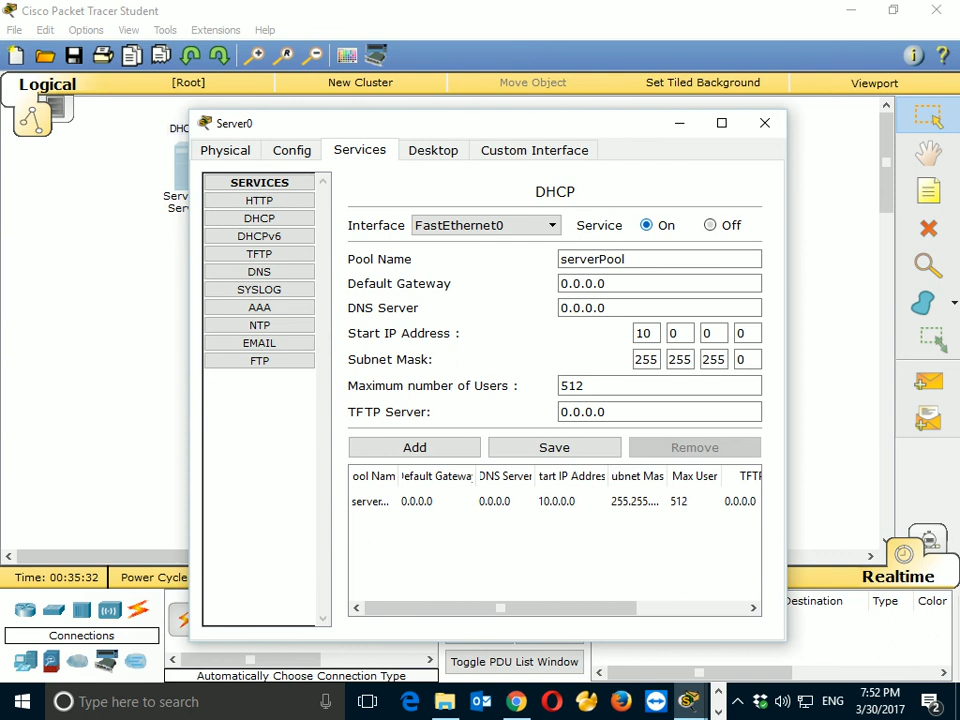 Cisco Packet Tracer Student
File Edit Options View Tools Extensions Help
Logical [Root] New Cluster Move Object Set Tiled Background Viewport
Server0
Physical Config Services Desktop Custom Interface
SERVICES
HTTP
DHCP
DHCPv6
TFTP
DNS
SYSLOG
AAA
NTP
EMAIL
FTP
DHCP
Interface FastEthernet0 Service On Off
Pool Name serverPool
Default Gateway 0.0.0.0
DNS Server 0.0.0.0
Start IP Address : 10 0 0 0
Subnet Mask: 255 255 255 0
Maximum number of Users : 512
TFTP Server: 0.0.0.0
Add Save Remove
ool Name efault Gatewa DNS Server tart IP Addres ubnet Mas Max User TFTP
server... 0.0.0.0 0.0.0.0 10.0.0.0 255.255.... 512 0.0.0.0
DHC
Serv
Ser
Time: 00:35:32 Power Cycle
Realtime
Destination Type Color
Connections
Automatically Choose Connection Type
Toggle PDU List Window
Type here to search
ENG
7:52 PM
3/30/2017
2